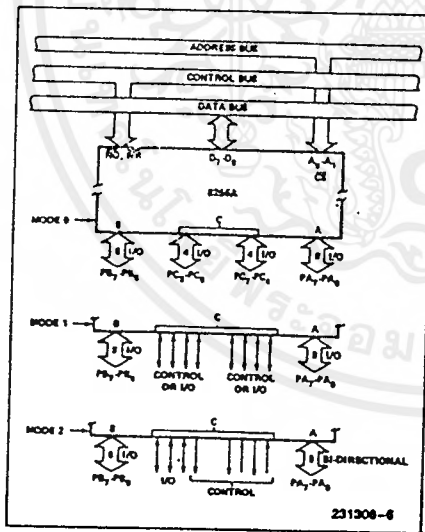 ADDRESS BUS
CONTROL BUS
DATA BUS
RD, WR D7-D0 A0-A1
CS
8255A
MODE 0 B C A
8 I/O 4 I/O 4 I/O 8 I/O
PB7-PB0 PC3-PC0 PC7-PC4 PA7-PA0
MODE 1 B C A
8 I/O 8 I/O
PB7-PB0 CONTROL CONTROL PA7-PA0
OR I/O OR I/O
MODE 2 B C A
8 I/O 8 BI-DIRECTIONAL
PB7-PB0 I/O CONTROL PA7-PA0
231308-6